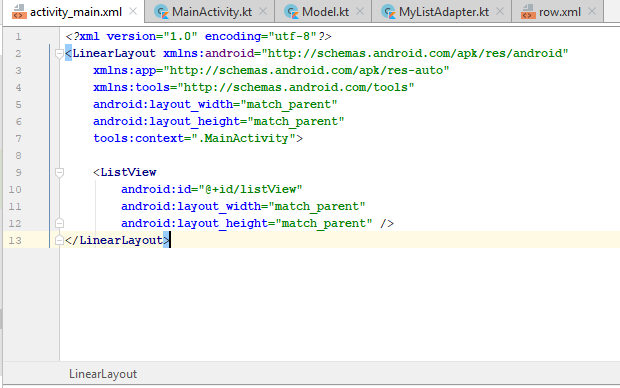 activity_main.xml MainActivity.kt Model.kt MyListAdapter.kt row.xml
1 <?xml version="1.0" encoding="utf-8"?>
2 <LinearLayout xmlns:android="http://schemas.android.com/apk/res/android"
3 xmlns:app="http://schemas.android.com/apk/res-auto"
4 xmlns:tools="http://schemas.android.com/tools"
5 android:layout_width="match_parent"
6 android:layout_height="match_parent"
7 tools:context=".MainActivity">
8
9 <ListView
10 android:id="@+id/listView"
11 android:layout_width="match_parent"
12 android:layout_height="match_parent" />
13 </LinearLayout>
LinearLayout